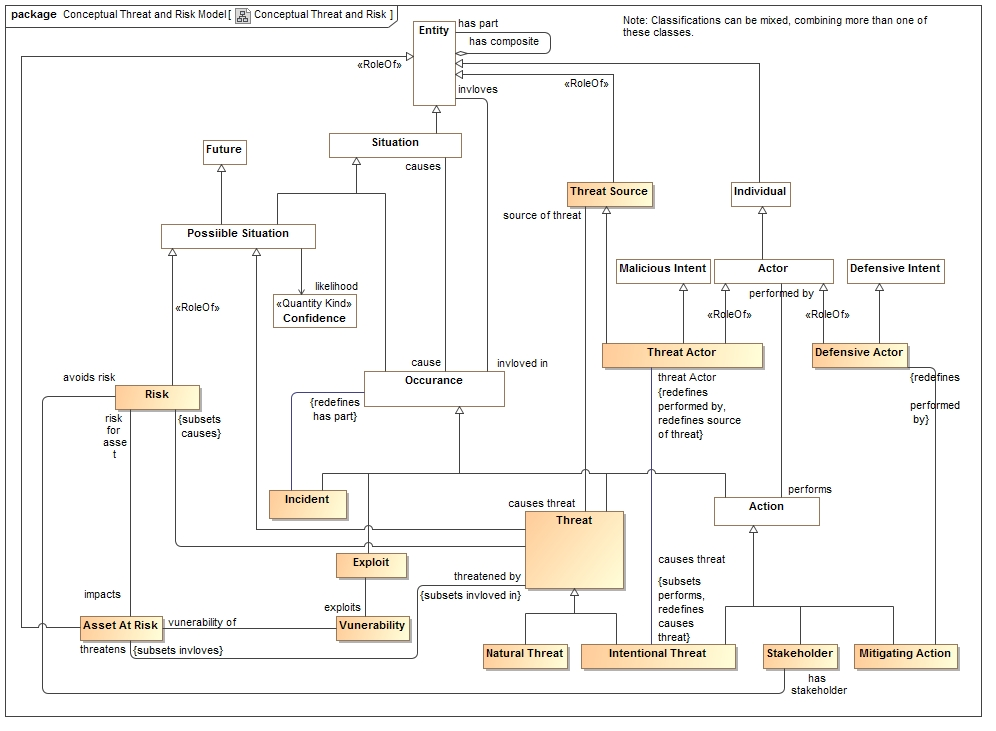 package Conceptual Threat and Risk Model[ Conceptual Threat and Risk ]
has part
Note: Classifications can be mixed, combining more than one of
these classes.
Entity
has composite
«RoleOf»
«RoleOf»
invloves
Situation
Future
causes
Threat Source
Individual
source of threat
Possiible Situation
Malicious Intent
Actor
Defensive Intent
likelihood
performed by
«Quantity Kind»
Confidence
«RoleOf»
«RoleOf»
«RoleOf»
Threat Actor
Defensive Actor
cause
invloved in
avoids risk
Occurance
threat Actor
{redefines
performed by,
redefines source
of threat}
{redefines
performed
by}
Risk
{redefines
has part}
risk
for
asse
t
{subsets
causes}
performs
Incident
causes threat
Action
Threat
Exploit
causes threat
threatened by
{subsets invloved in}
{subsets
performs,
redefines
causes
threat}
impacts
exploits
Asset At Risk
vunerability of
Vunerability
threatens
{subsets invloves}
Natural Threat
Intentional Threat
Stakeholder
Mitigating Action
has
stakeholder